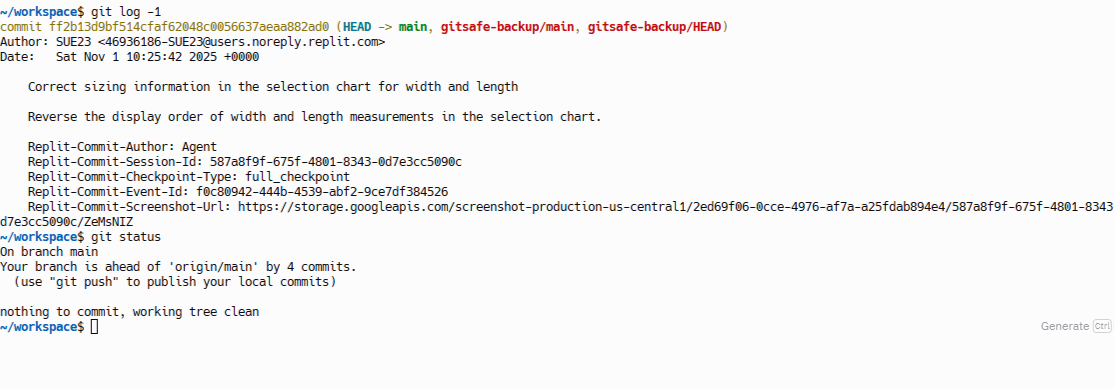 ~/workspace$ git log -1
commit ff2b13d9bf514cfaf62048c0056637aeaa882ad0 (HEAD -> main, gitsafe-backup/main, gitsafe-backup/HEAD)
Author: SUE23 <46936186-SUE23@users.noreply.replit.com>
Date:   Sat Nov 1 10:25:42 2025 +0000

    Correct sizing information in the selection chart for width and length

    Reverse the display order of width and length measurements in the selection chart.

    Replit-Commit-Author: Agent
    Replit-Commit-Session-Id: 587a8f9f-675f-4801-8343-0d7e3cc5090c
    Replit-Commit-Checkpoint-Type: full_checkpoint
    Replit-Commit-Event-Id: f0c80942-444b-4539-abf2-9ce7df384526
    Replit-Commit-Screenshot-Url: https://storage.googleapis.com/screenshot-production-us-central1/2ed69f06-0cce-4976-af7a-a25fdab894e4/587a8f9f-675f-4801-8343
d7e3cc5090c/ZeMsNIZ
~/workspace$ git status
On branch main
Your branch is ahead of 'origin/main' by 4 commits.
  (use "git push" to publish your local commits)

nothing to commit, working tree clean
~/workspace$
Generate Ctrl